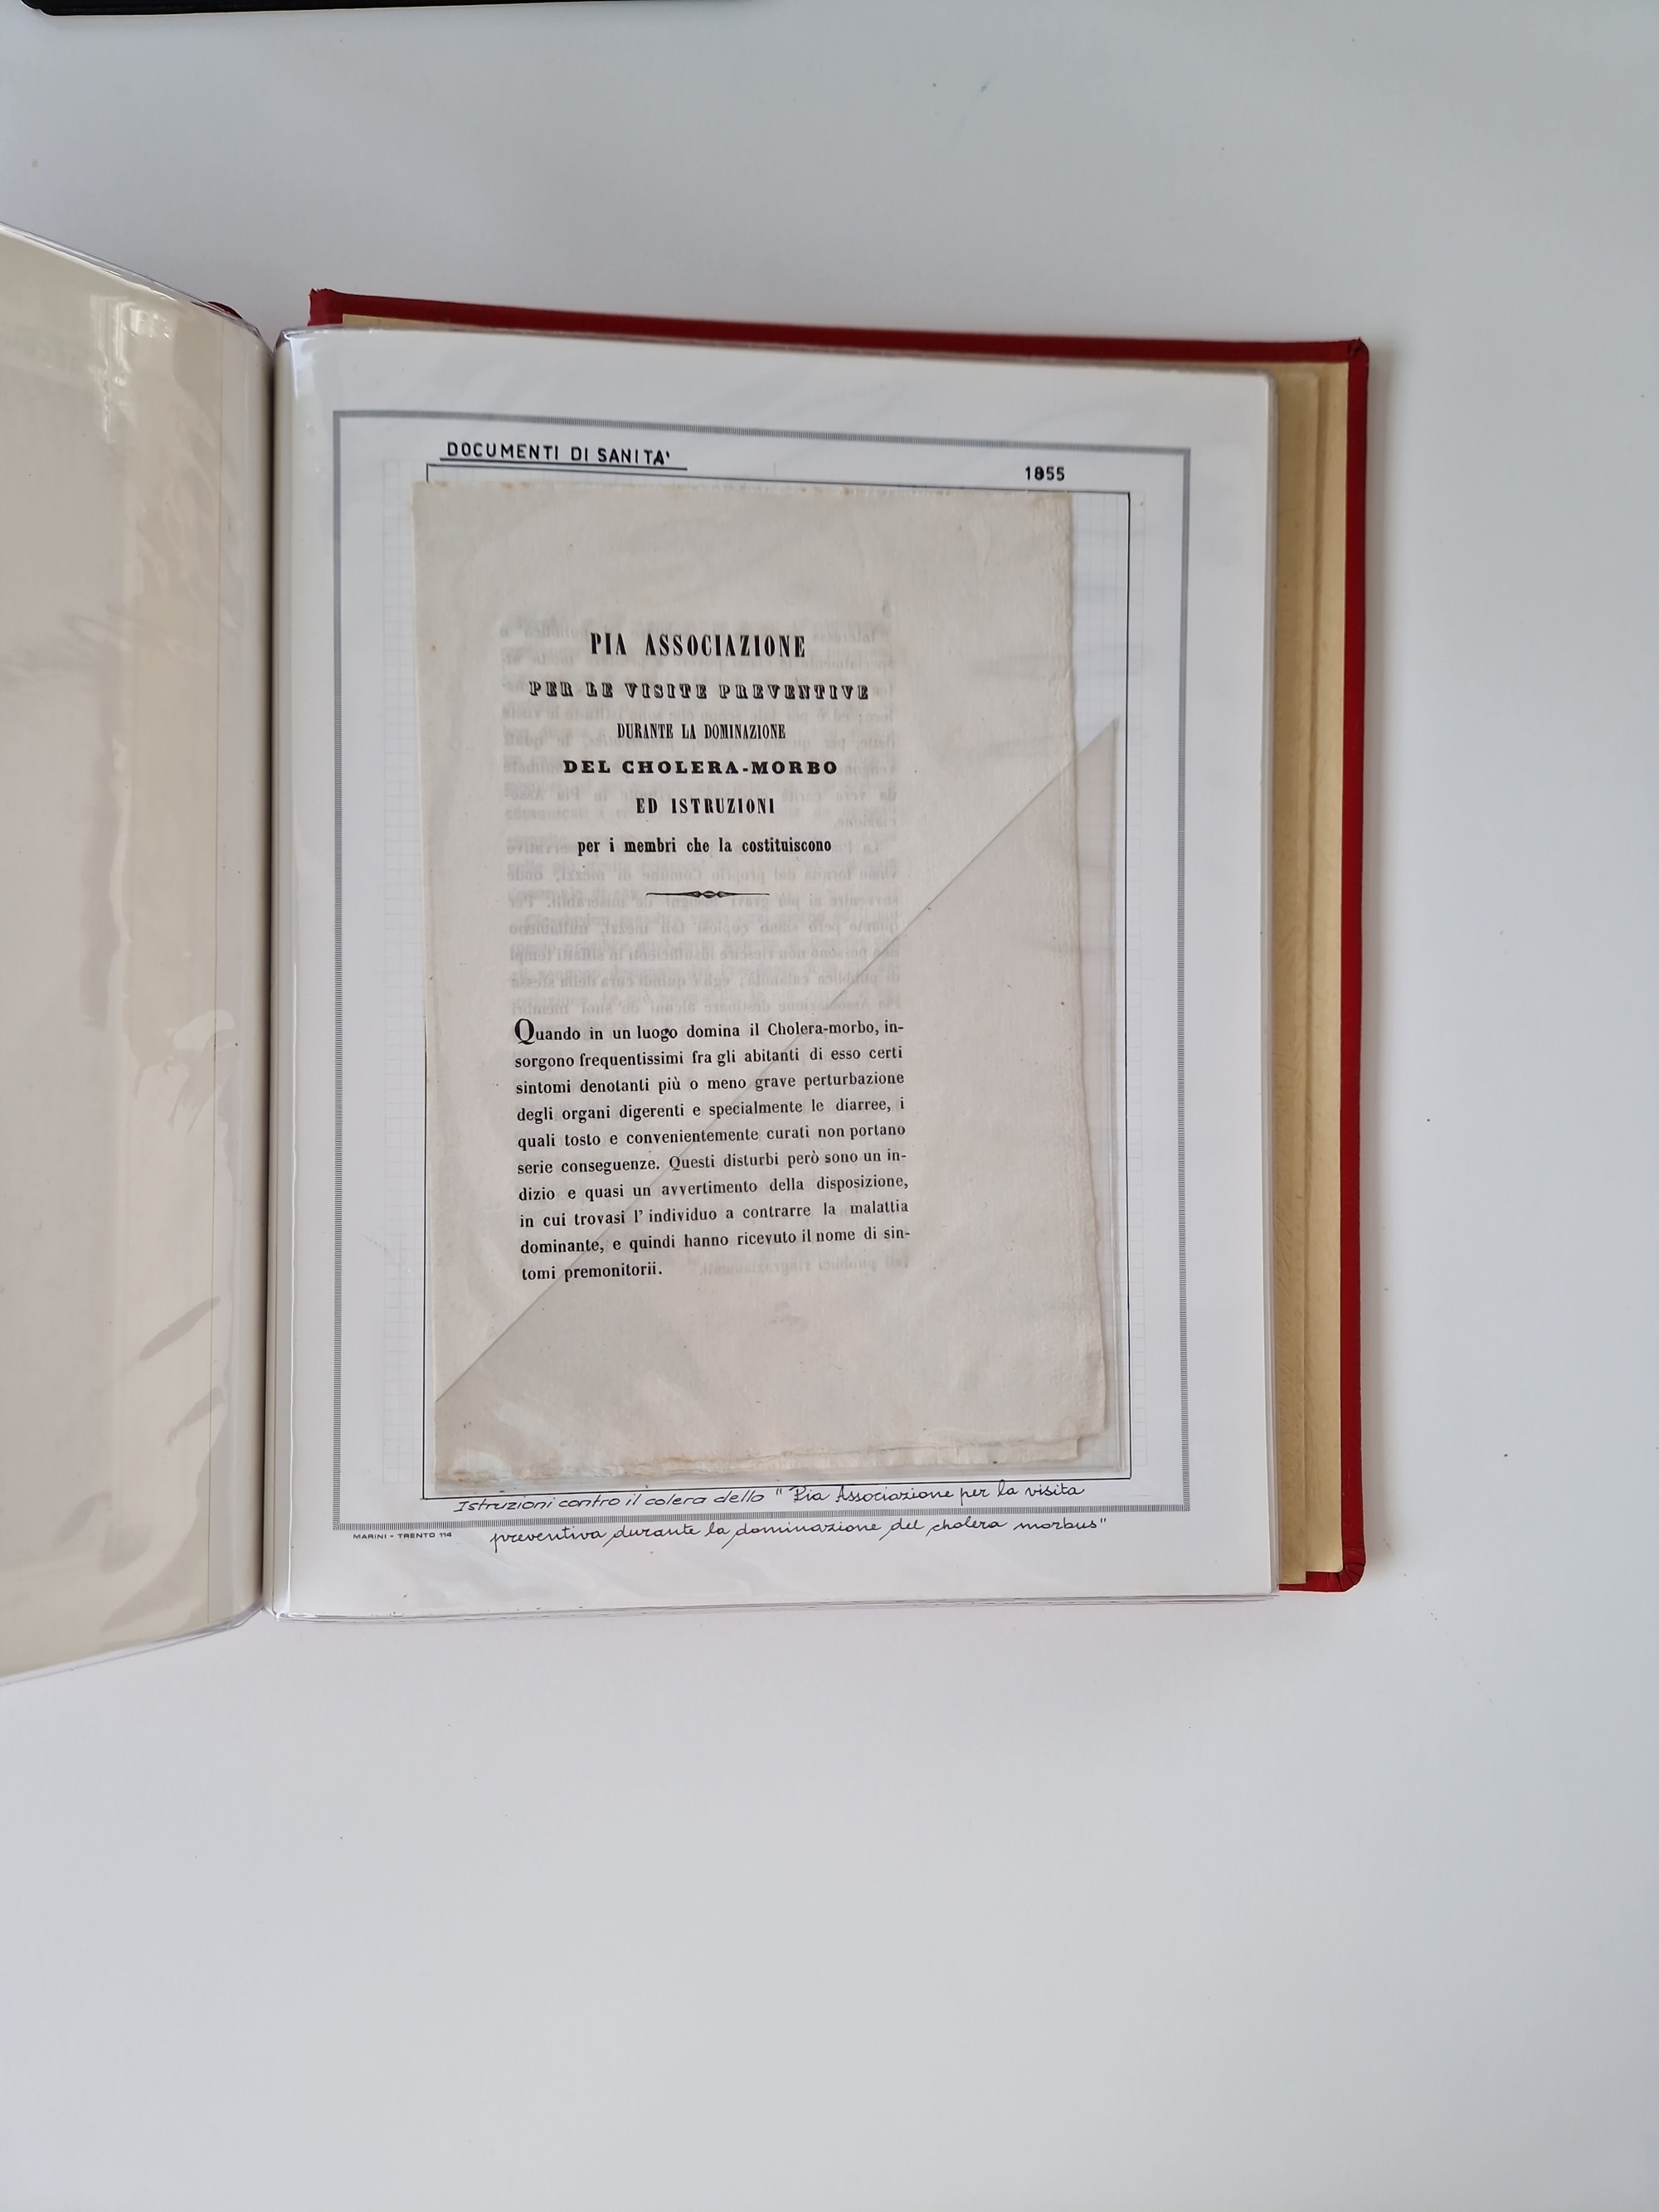 DOCUMENTI DI SANITA'
1855
PIA ASSOCIAZIONE
PER LE VISITE PREVENTIVE
DURANTE LA DOMINAZIONE
DEL CHOLERA-MORBO
ED ISTRUZIONI
per i membri che la costituiscono
Quando in un luogo domina il Cholera-morbo, in-
sorgono frequentissimi fra gli abitanti di esso certi
sintomi denotanti più o meno grave perturbazione
degli organi digerenti e specialmente le diarree, i
quali tosto e convenientemente curati non portano
serie conseguenze. Questi disturbi però sono un in-
dizio e quasi un avvertimento della disposizione,
in cui trovasi l' individuo a contrarre la malattia
dominante, e quindi hanno ricevuto il nome di sin-
tomi premonitorii.
Istruzioni contro il colera dello "Pia Associazione per la visita
preventiva durante la dominazione del cholera morbus"
MARINI - TRENTO 114